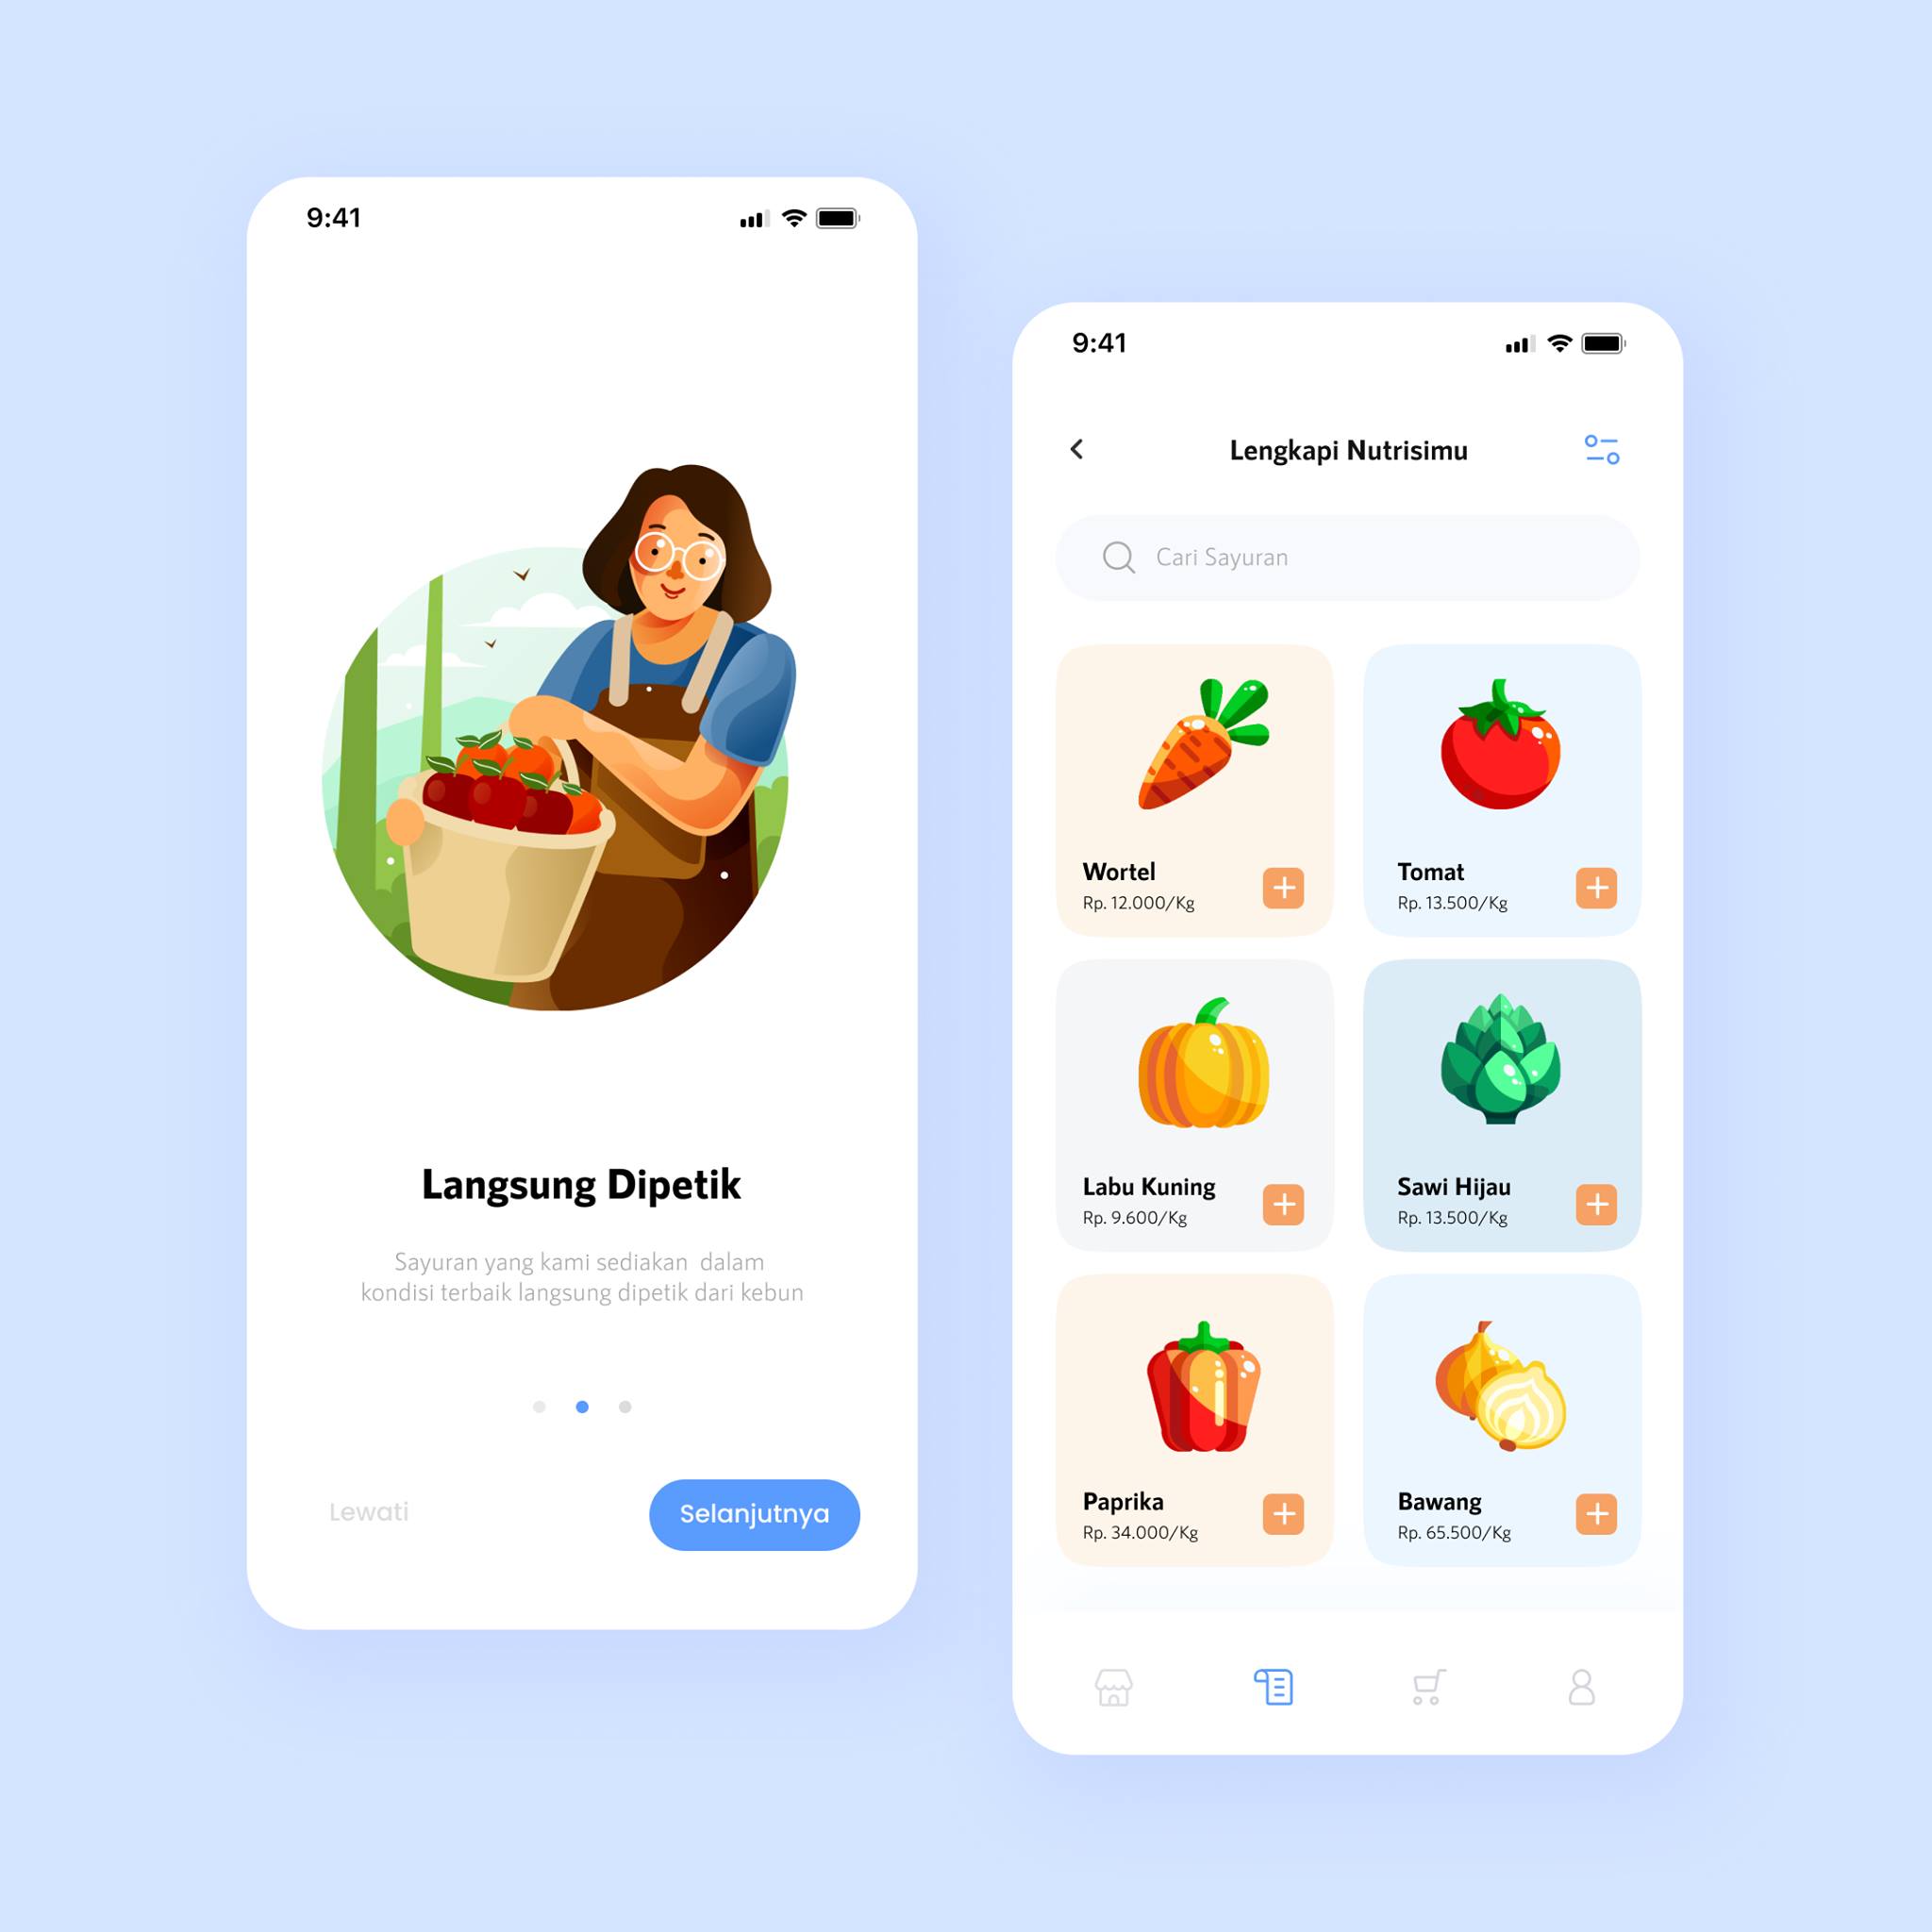 9:41
Langsung Dipetik
Sayuran yang kami sediakan  dalam
kondisi terbaik langsung dipetik dari kebun
Lewati
Selanjutnya
9:41
Lengkapi Nutrisimu
Cari Sayuran
Wortel
Rp. 12.000/Kg
Tomat
Rp. 13.500/Kg
Labu Kuning
Rp. 9.600/Kg
Sawi Hijau
Rp. 13.500/Kg
Paprika
Rp. 34.000/Kg
Bawang
Rp. 65.500/Kg